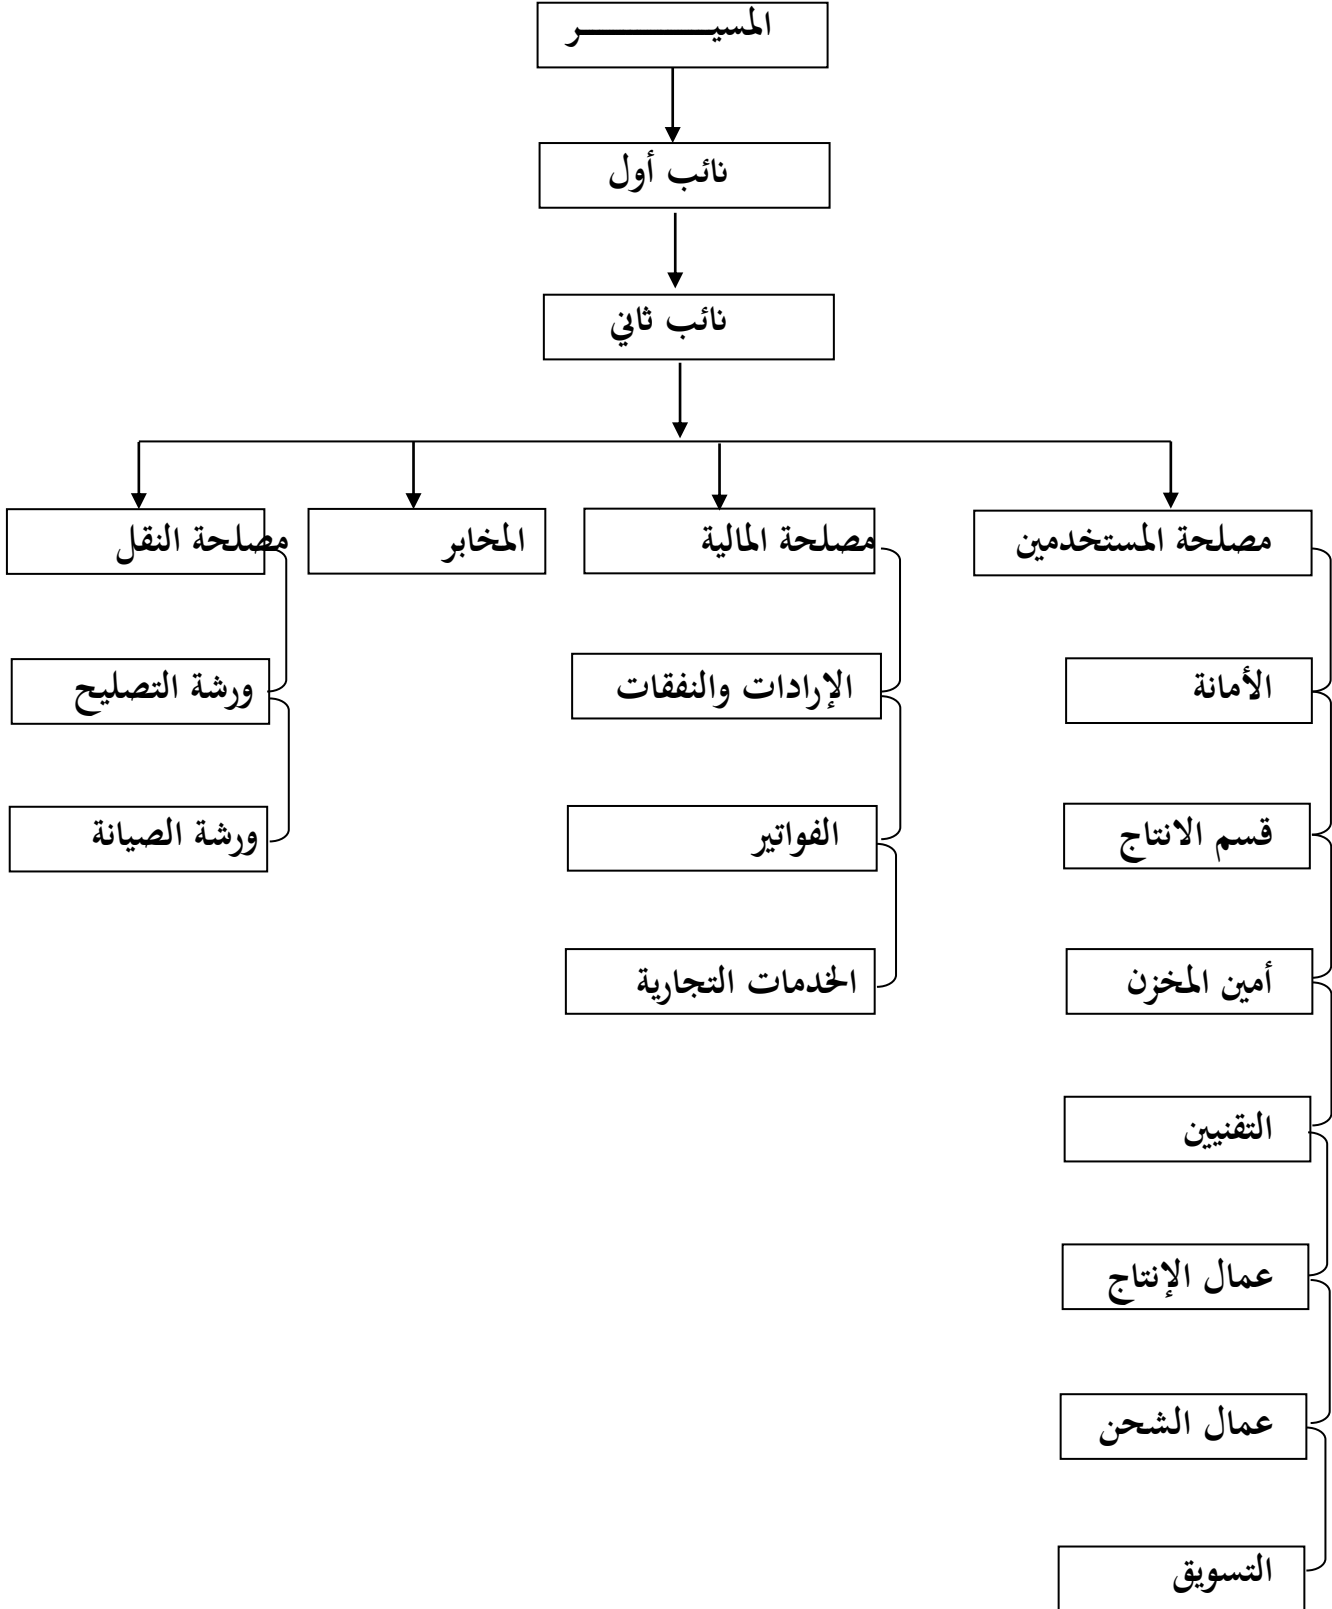 المسيـــــــــــــر
نائب أول
نائب ثاني
مصلحة المستخدمين
مصلحة المالية
المخابر
مصلحة النقل
الأمانة
الإرادات والنفقات
ورشة التصليح
قسم الانتاج
الفواتير
ورشة الصيانة
أمين المخزن
الخدمات التجارية
التقنيين
عمال الإنتاج
عمال الشحن
التسويق